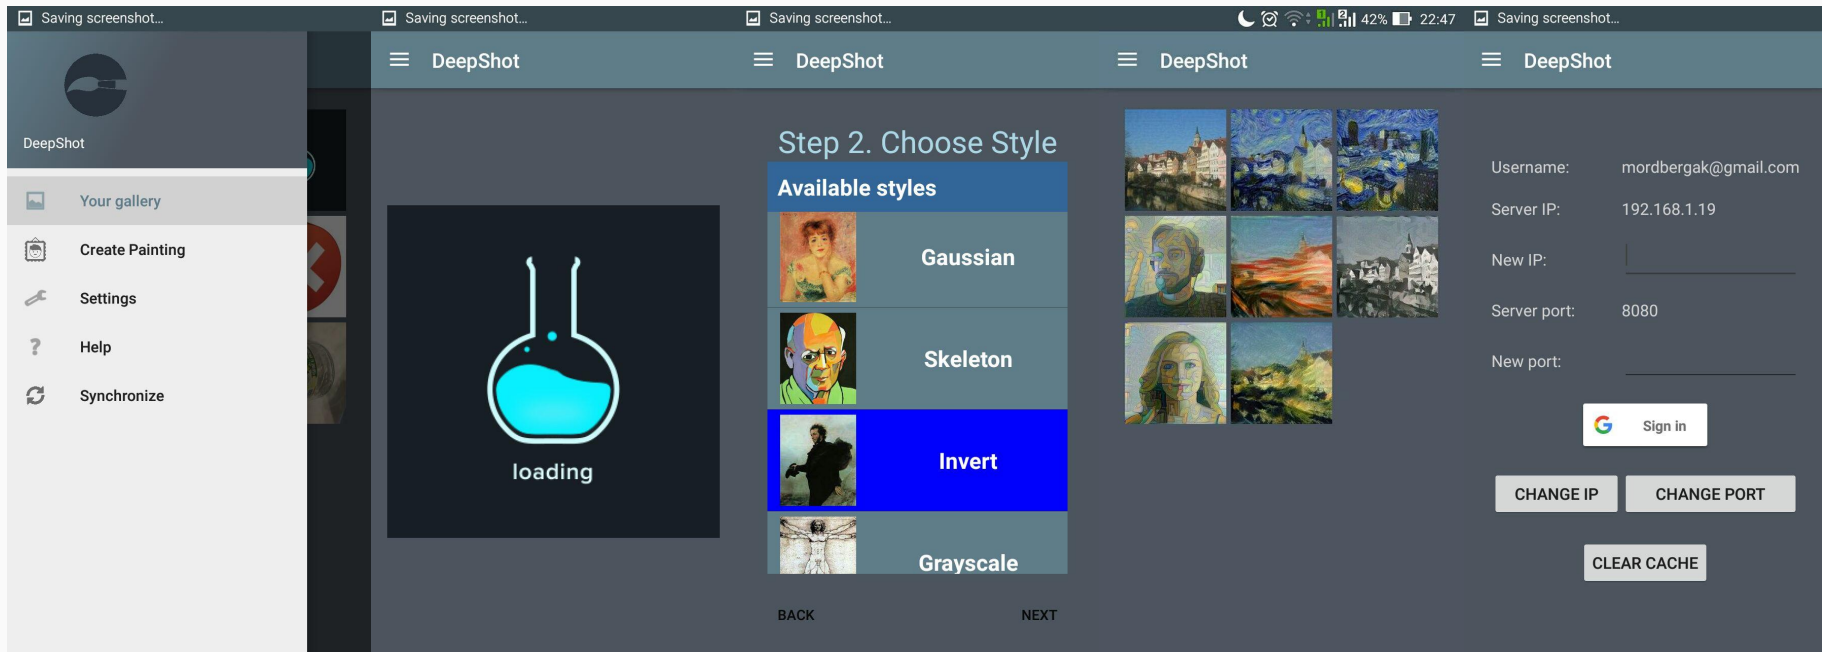 Saving screenshot...
DeepShot
Your gallery
Create Painting
Settings
Help
Synchronize
Saving screenshot...
DeepShot
loading
Saving screenshot...
DeepShot
Step 2. Choose Style
Available styles
Gaussian
Skeleton
Invert
Grayscale
BACK NEXT
1 2 42% 22:47
DeepShot
Saving screenshot...
DeepShot
Username: mordbergak@gmail.com
Server IP: 192.168.1.19
New IP:
Server port: 8080
New port:
G Sign in
CHANGE IP CHANGE PORT
CLEAR CACHE